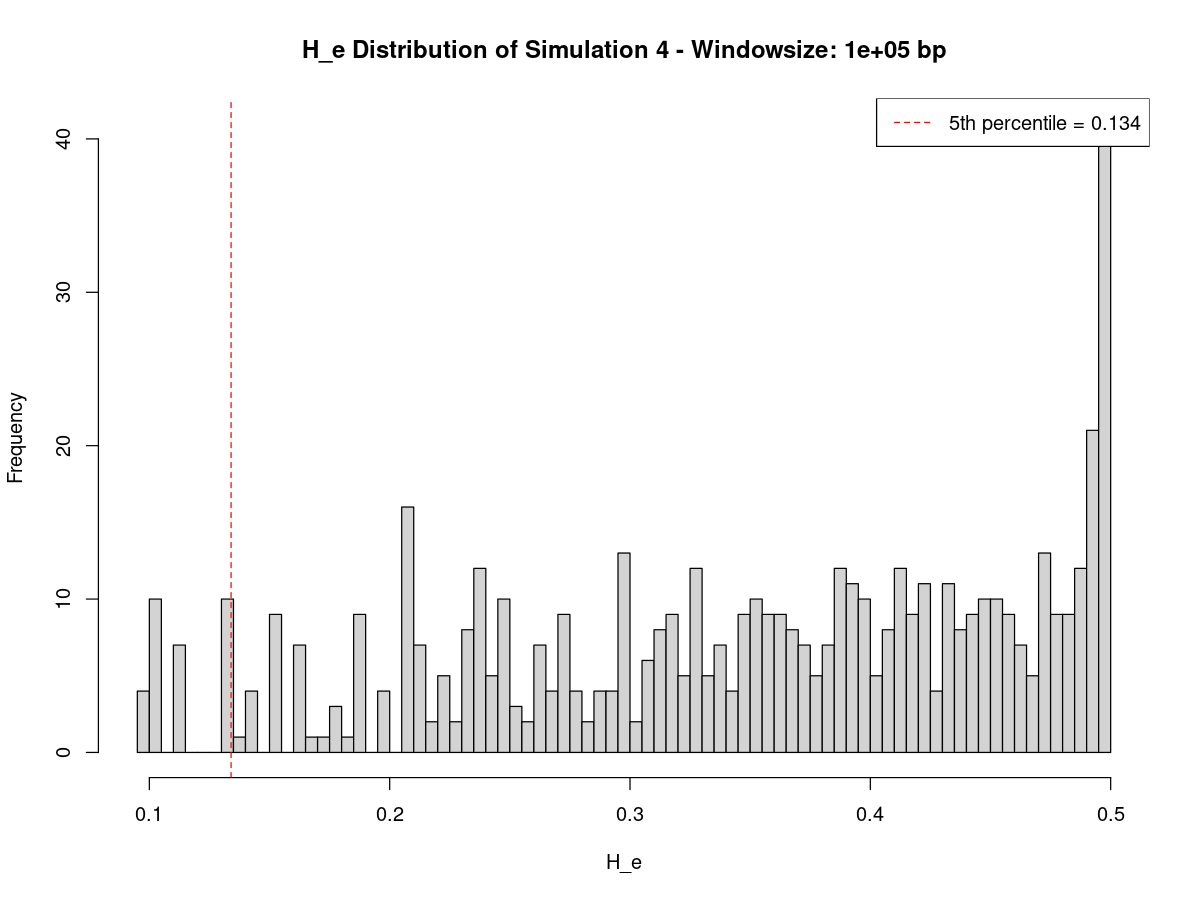 H_e Distribution of Simulation 4 - Windowsize: 1e+05 bp
5th percentile = 0.134
Frequency
40
30
20
10
0
0.1 0.2 0.3 0.4 0.5
H_e